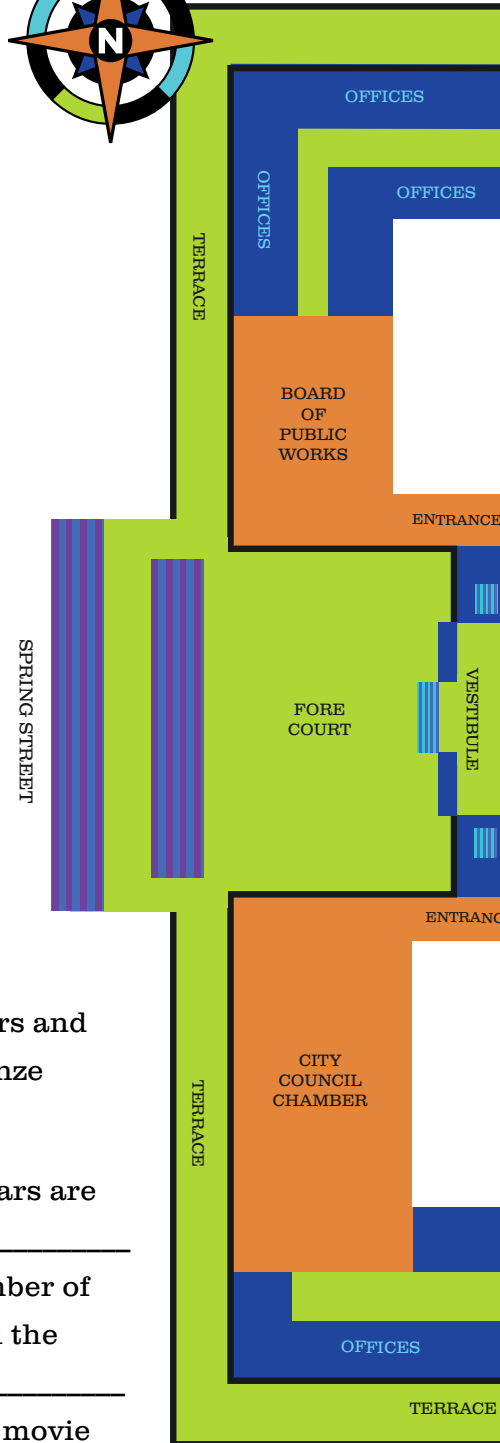 N
OFFICES
OFFICES
OFFICES
TERRACE
BOARD
OF
PUBLIC
WORKS
ENTRANCE
SPRING STREET
FORE
COURT
VESTIBULE
ENTRANC
rs and
nze
CITY
COUNCIL
CHAMBER
TERRACE
ars are
nber of
the
OFFICES
movie
TERRACE